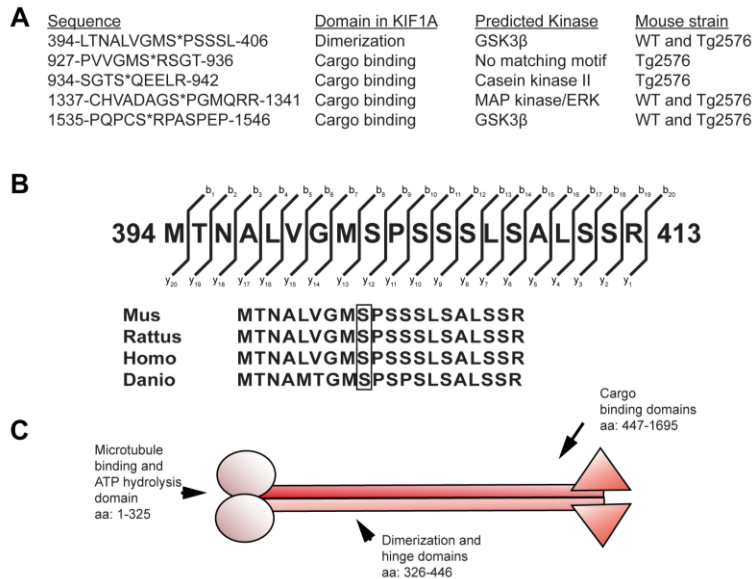 A
Sequence Domain in KIF1A Predicted Kinase Mouse strain
394-LTNALVGMS*PSSSL-406 Dimerization GSK3β WT and Tg2576
927-PVVGMS*RSGT-936 Cargo binding No matching motif Tg2576
934-SGTS*QEELR-942 Cargo binding Casein kinase II Tg2576
1337-CHVADAGS*PGMQRR-1341 Cargo binding MAP kinase/ERK WT and Tg2576
1535-PQPCS*RPASPEP-1546 Cargo binding GSK3β WT and Tg2576
B
b1 b2 b3 b4 b5 b6 b7 b8 b9 b10 b11 b12 b13 b14 b15 b16 b17 b18 b19 b20
394 MTNALVGMSPSSSLSALSSR 413
y20 y19 y18 y17 y16 y15 y14 y13 y12 y11 y10 y9 y8 y7 y6 y5 y4 y3 y2 y1
Mus MTNALVGMSPSSSLSALSSR
Rattus MTNALVGMSPSSSLSALSSR
Homo MTNALVGMSPSSSLSALSSR
Danio MTNAMTGMSPSPSLSALSSR
C
Cargo
binding domains
aa: 447-1695
Microtubule
binding and
ATP hydrolysis
domain
aa: 1-325
Dimerization and
hinge domains
aa: 326-446